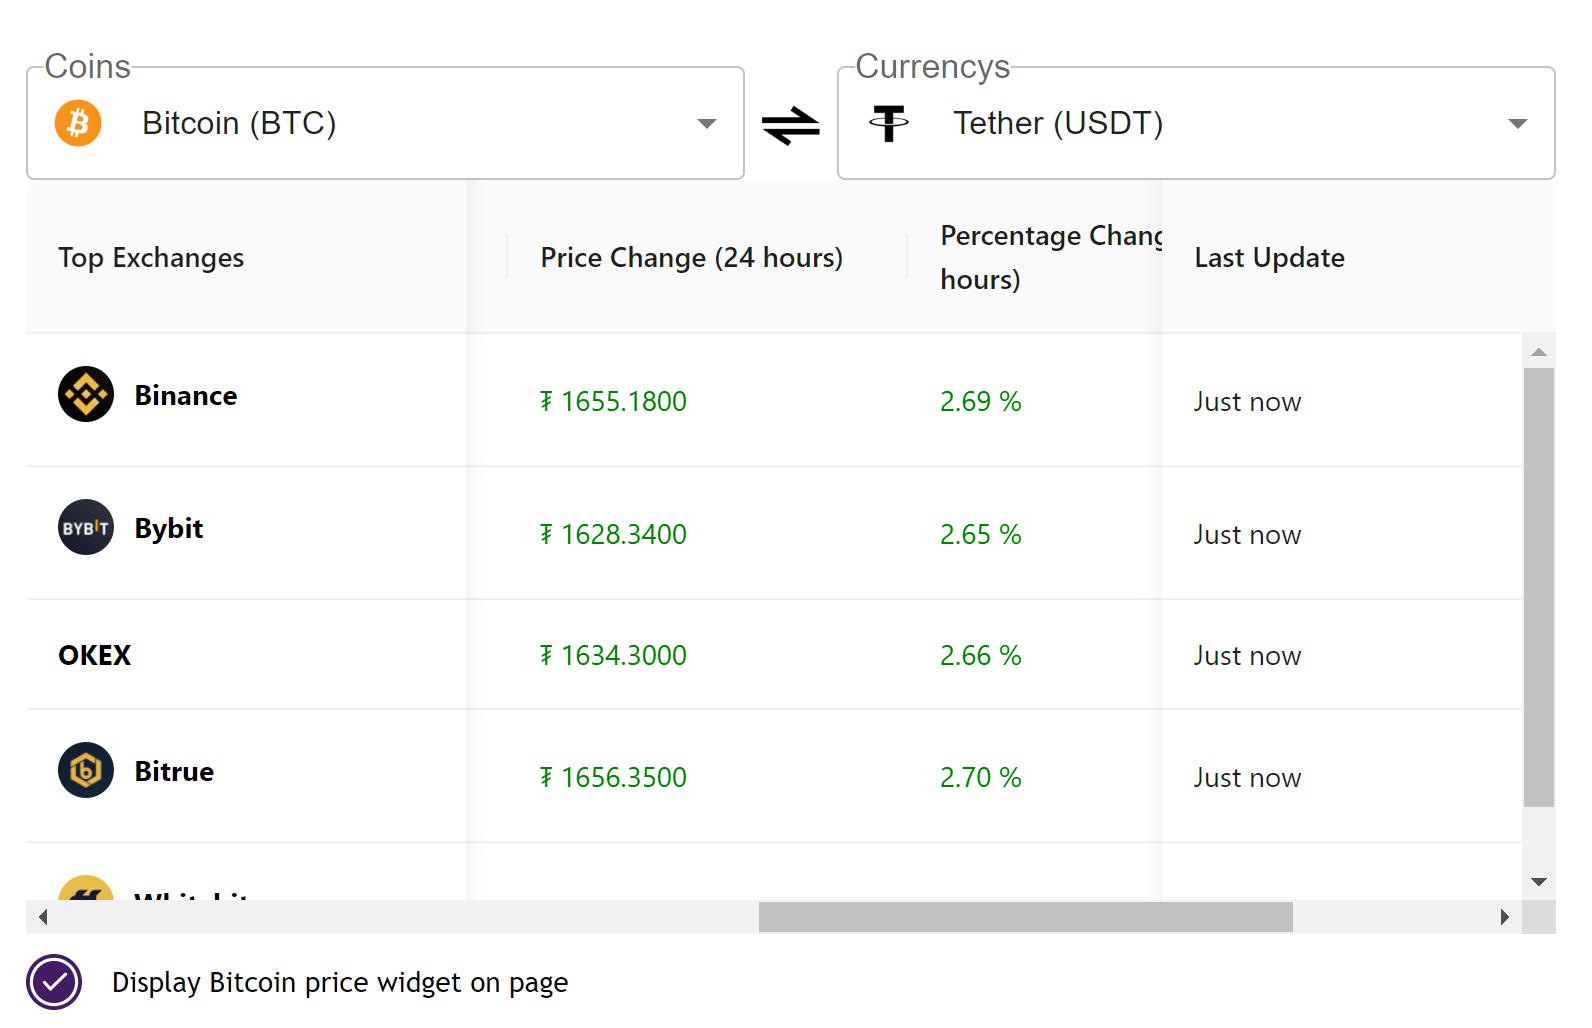 Coins
Bitcoin (BTC)
Currencys
Tether (USDT)
Top Exchanges
Price Change (24 hours)
Percentage Chang
hours)
Last Update
Binance
₮ 1655.1800
2.69 %
Just now
BYBIT
Bybit
₮ 1628.3400
2.65 %
Just now
OKEX
₮ 1634.3000
2.66 %
Just now
Bitrue
₮ 1656.3500
2.70 %
Just now
Display Bitcoin price widget on page